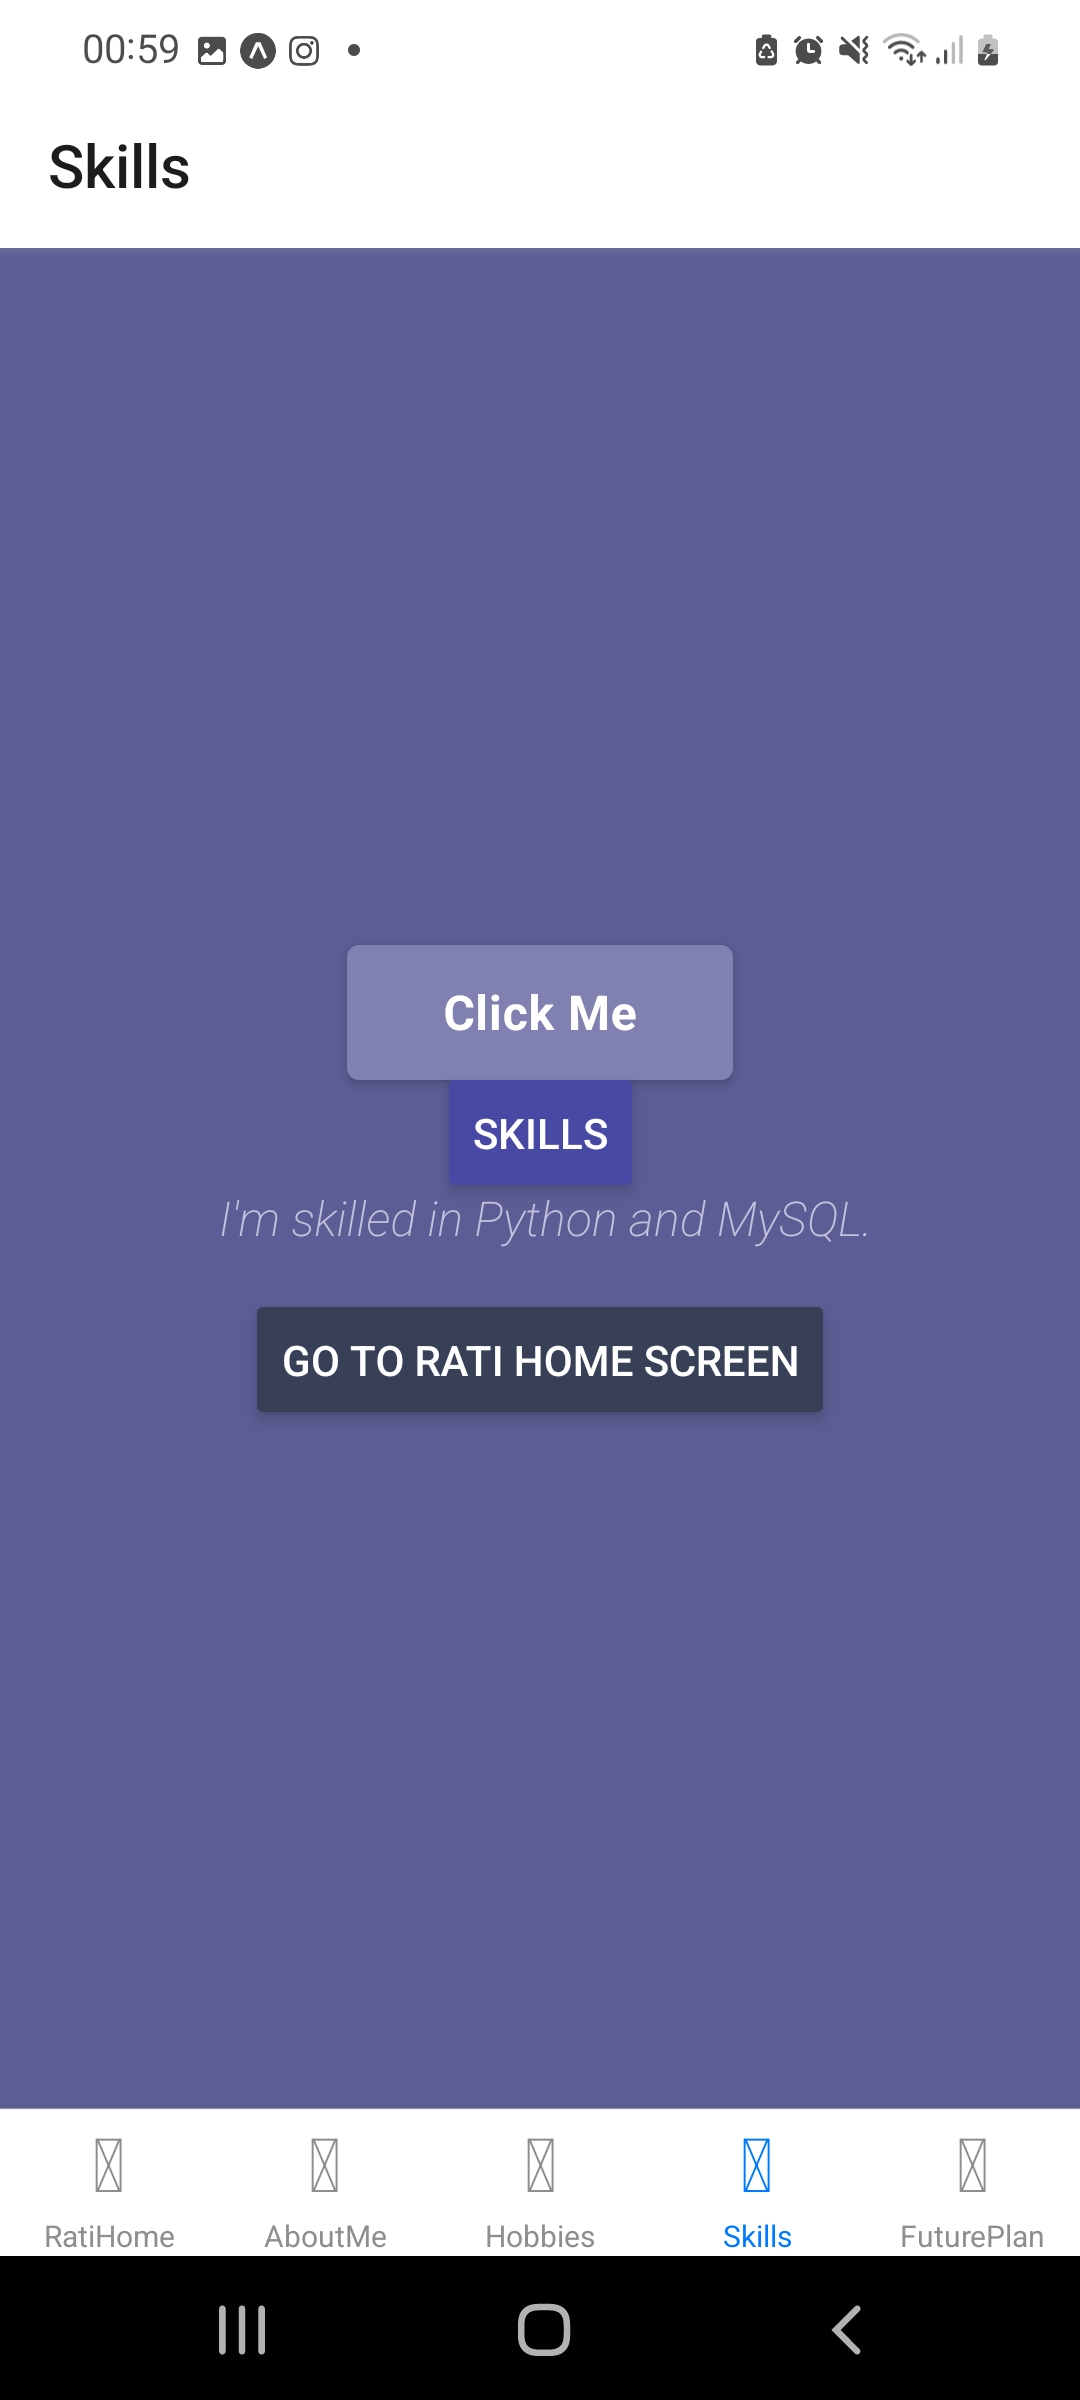 00:59
Skills
Click Me
SKILLS
I'm skilled in Python and MySQL.
GO TO RATI HOME SCREEN
RatiHome AboutMe Hobbies Skills FuturePlan